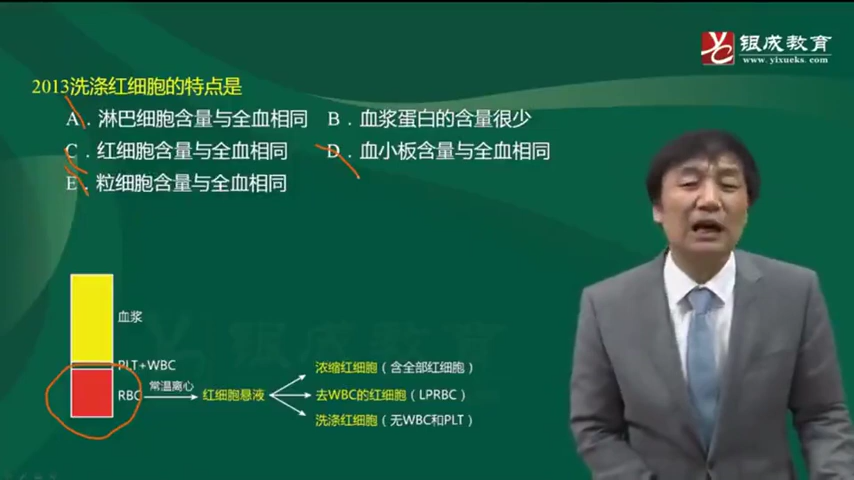 银成教育
www.yixueks.com
2013洗涤红细胞的特点是
A．淋巴细胞含量与全血相同 B．血浆蛋白的含量很少
C．红细胞含量与全血相同 D．血小板含量与全血相同
E．粒细胞含量与全血相同
银成教育
血浆
PLT+WBC
RBC
常温离心
红细胞悬液
浓缩红细胞（含全部红细胞）
去WBC的红细胞（LPRBC）
洗涤红细胞（无WBC和PLT）